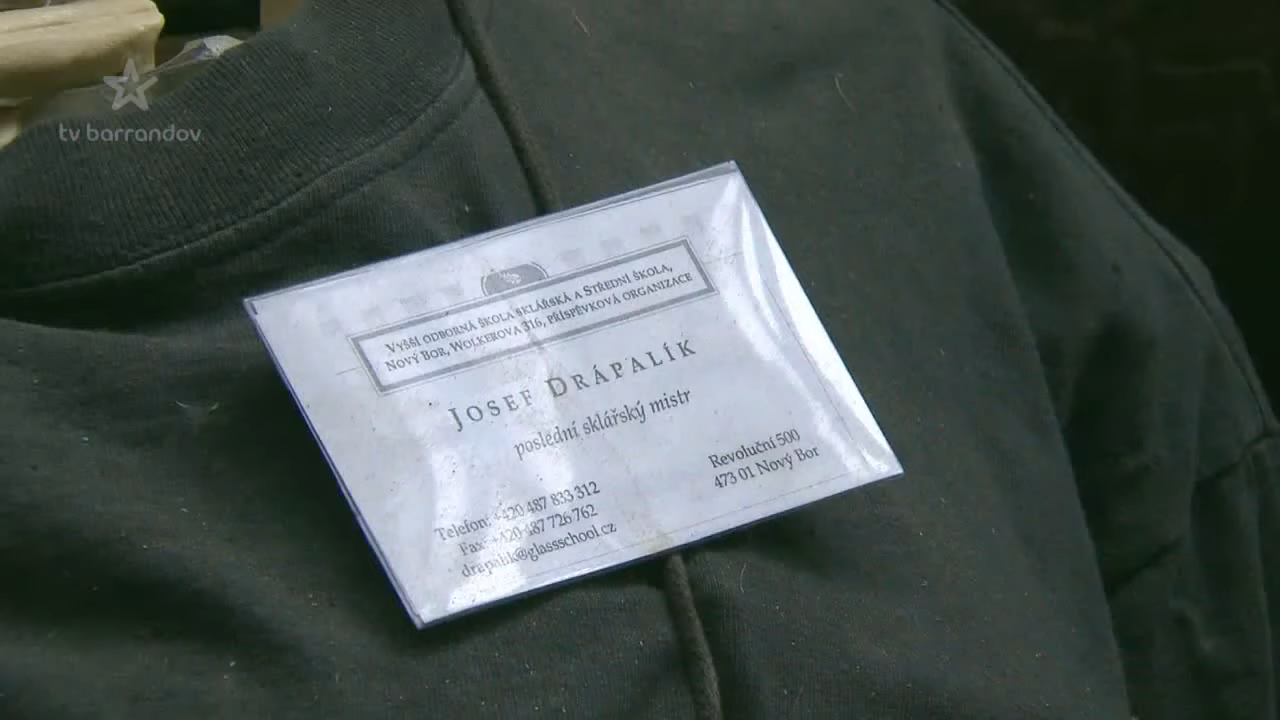 tv barrandov
Vyšší odborná škola sklářská a Střední škola,
Nový Bor, Wolkerova 316, příspěvková organizace
Josef Drápalík
poslední sklářský mistr
Revoluční 500
473 01 Nový Bor
Telefon: +420 487 833 312
Fax: +420 487 726 762
drapalik@glassschool.cz